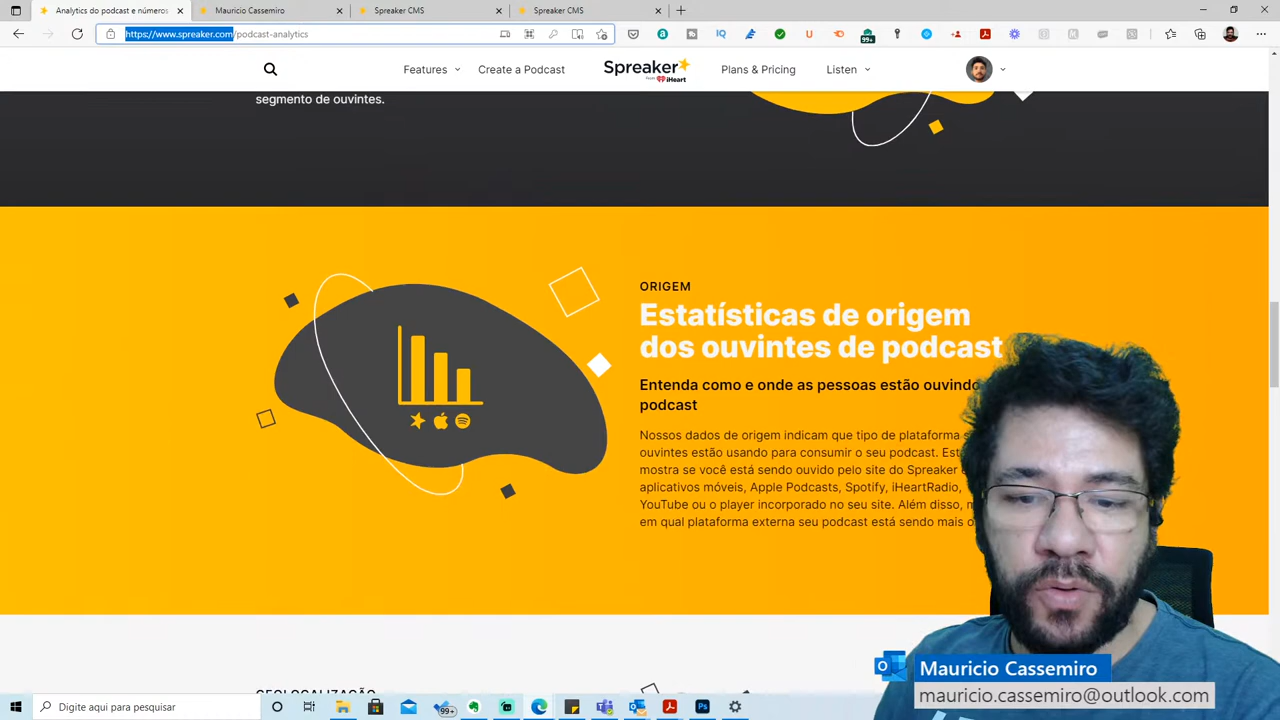 Analytics do podcast e números
Mauricio Cassemiro
Spreaker CMS
Spreaker CMS
https://www.spreaker.com/podcast-analytics
99+
Features
Create a Podcast
Spreaker
iHeart
Plans & Pricing
Listen
segmento de ouvintes.
ORIGEM
Estatísticas de origem
dos ouvintes de podcast
Entenda como e onde as pessoas estão ouvindo
podcast
Nossos dados de origem indicam que tipo de plataforma
ouvintes estão usando para consumir o seu podcast.
mostra se você está sendo ouvido pelo site do Spreaker
aplicativos móveis, Apple Podcasts, Spotify, iHeartRadio,
YouTube ou o player incorporado no seu site. Além disso,
em qual plataforma externa seu podcast está sendo mais
GEOLOCALIZAÇÃO
Mauricio Cassemiro
mauricio.cassemiro@outlook.com
Digite aqui para pesquisar
99+